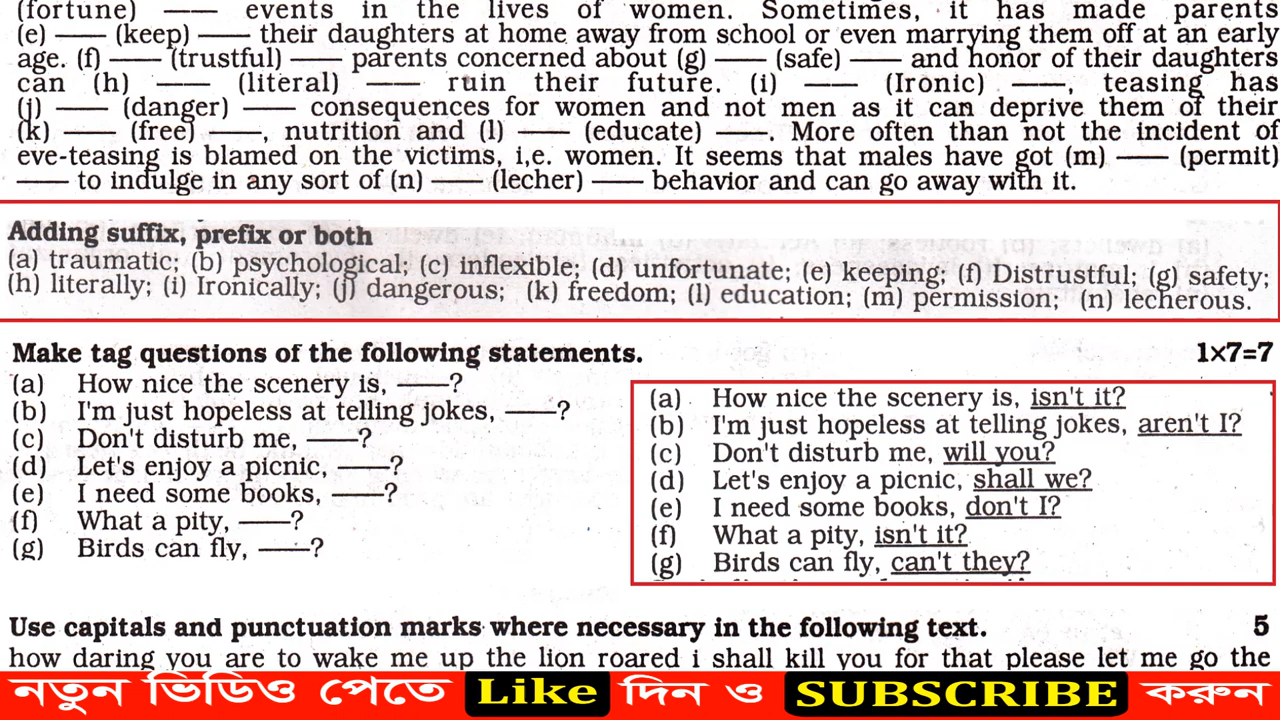 (fortune) —— events in the lives of women. Sometimes, it has made parents
(e) —— (keep) —— their daughters at home away from school or even marrying them off at an early
age. (f) —— (trustful) —— parents concerned about (g) —— (safe) —— and honor of their daughters
can (h) —— (literal) —— ruin their future. (i) —— (Ironic) ——, teasing has
(j) —— (danger) —— consequences for women and not men as it can deprive them of their
(k) —— (free) ——, nutrition and (l) —— (educate) ——. More often than not the incident of
eve-teasing is blamed on the victims, i,e. women. It seems that males have got (m) —— (permit)
—— to indulge in any sort of (n) —— (lecher) —— behavior and can go away with it.
Adding suffix, prefix or both
(a) traumatic; (b) psychological; (c) inflexible; (d) unfortunate; (e) keeping; (f) Distrustful; (g) safety;
(h) literally; (i) Ironically; (j) dangerous; (k) freedom; (l) education; (m) permission; (n) lecherous.
Make tag questions of the following statements. 1×7=7
(a) How nice the scenery is, ——?
(b) I'm just hopeless at telling jokes, ——?
(c) Don't disturb me, ——?
(d) Let's enjoy a picnic, ——?
(e) I need some books, ——?
(f) What a pity, ——?
(g) Birds can fly, ——?
(a) How nice the scenery is, isn't it?
(b) I'm just hopeless at telling jokes, aren't I?
(c) Don't disturb me, will you?
(d) Let's enjoy a picnic, shall we?
(e) I need some books, don't I?
(f) What a pity, isn't it?
(g) Birds can fly, can't they?
Use capitals and punctuation marks where necessary in the following text. 5
how daring you are to wake me up the lion roared i shall kill you for that please let me go the
নতুন ভিডিও পেতে Like দিন ও SUBSCRIBE করুন